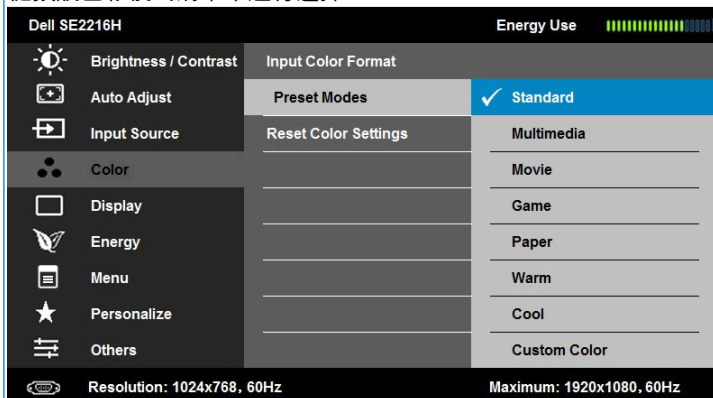 Dell SE2216H Energy Use
Brightness / Contrast Input Color Format
Auto Adjust Preset Modes Standard
Input Source Reset Color Settings Multimedia
Color Movie
Display Game
Energy Paper
Menu Warm
Personalize Cool
Others Custom Color
Resolution: 1024x768, 60Hz Maximum: 1920x1080, 60Hz